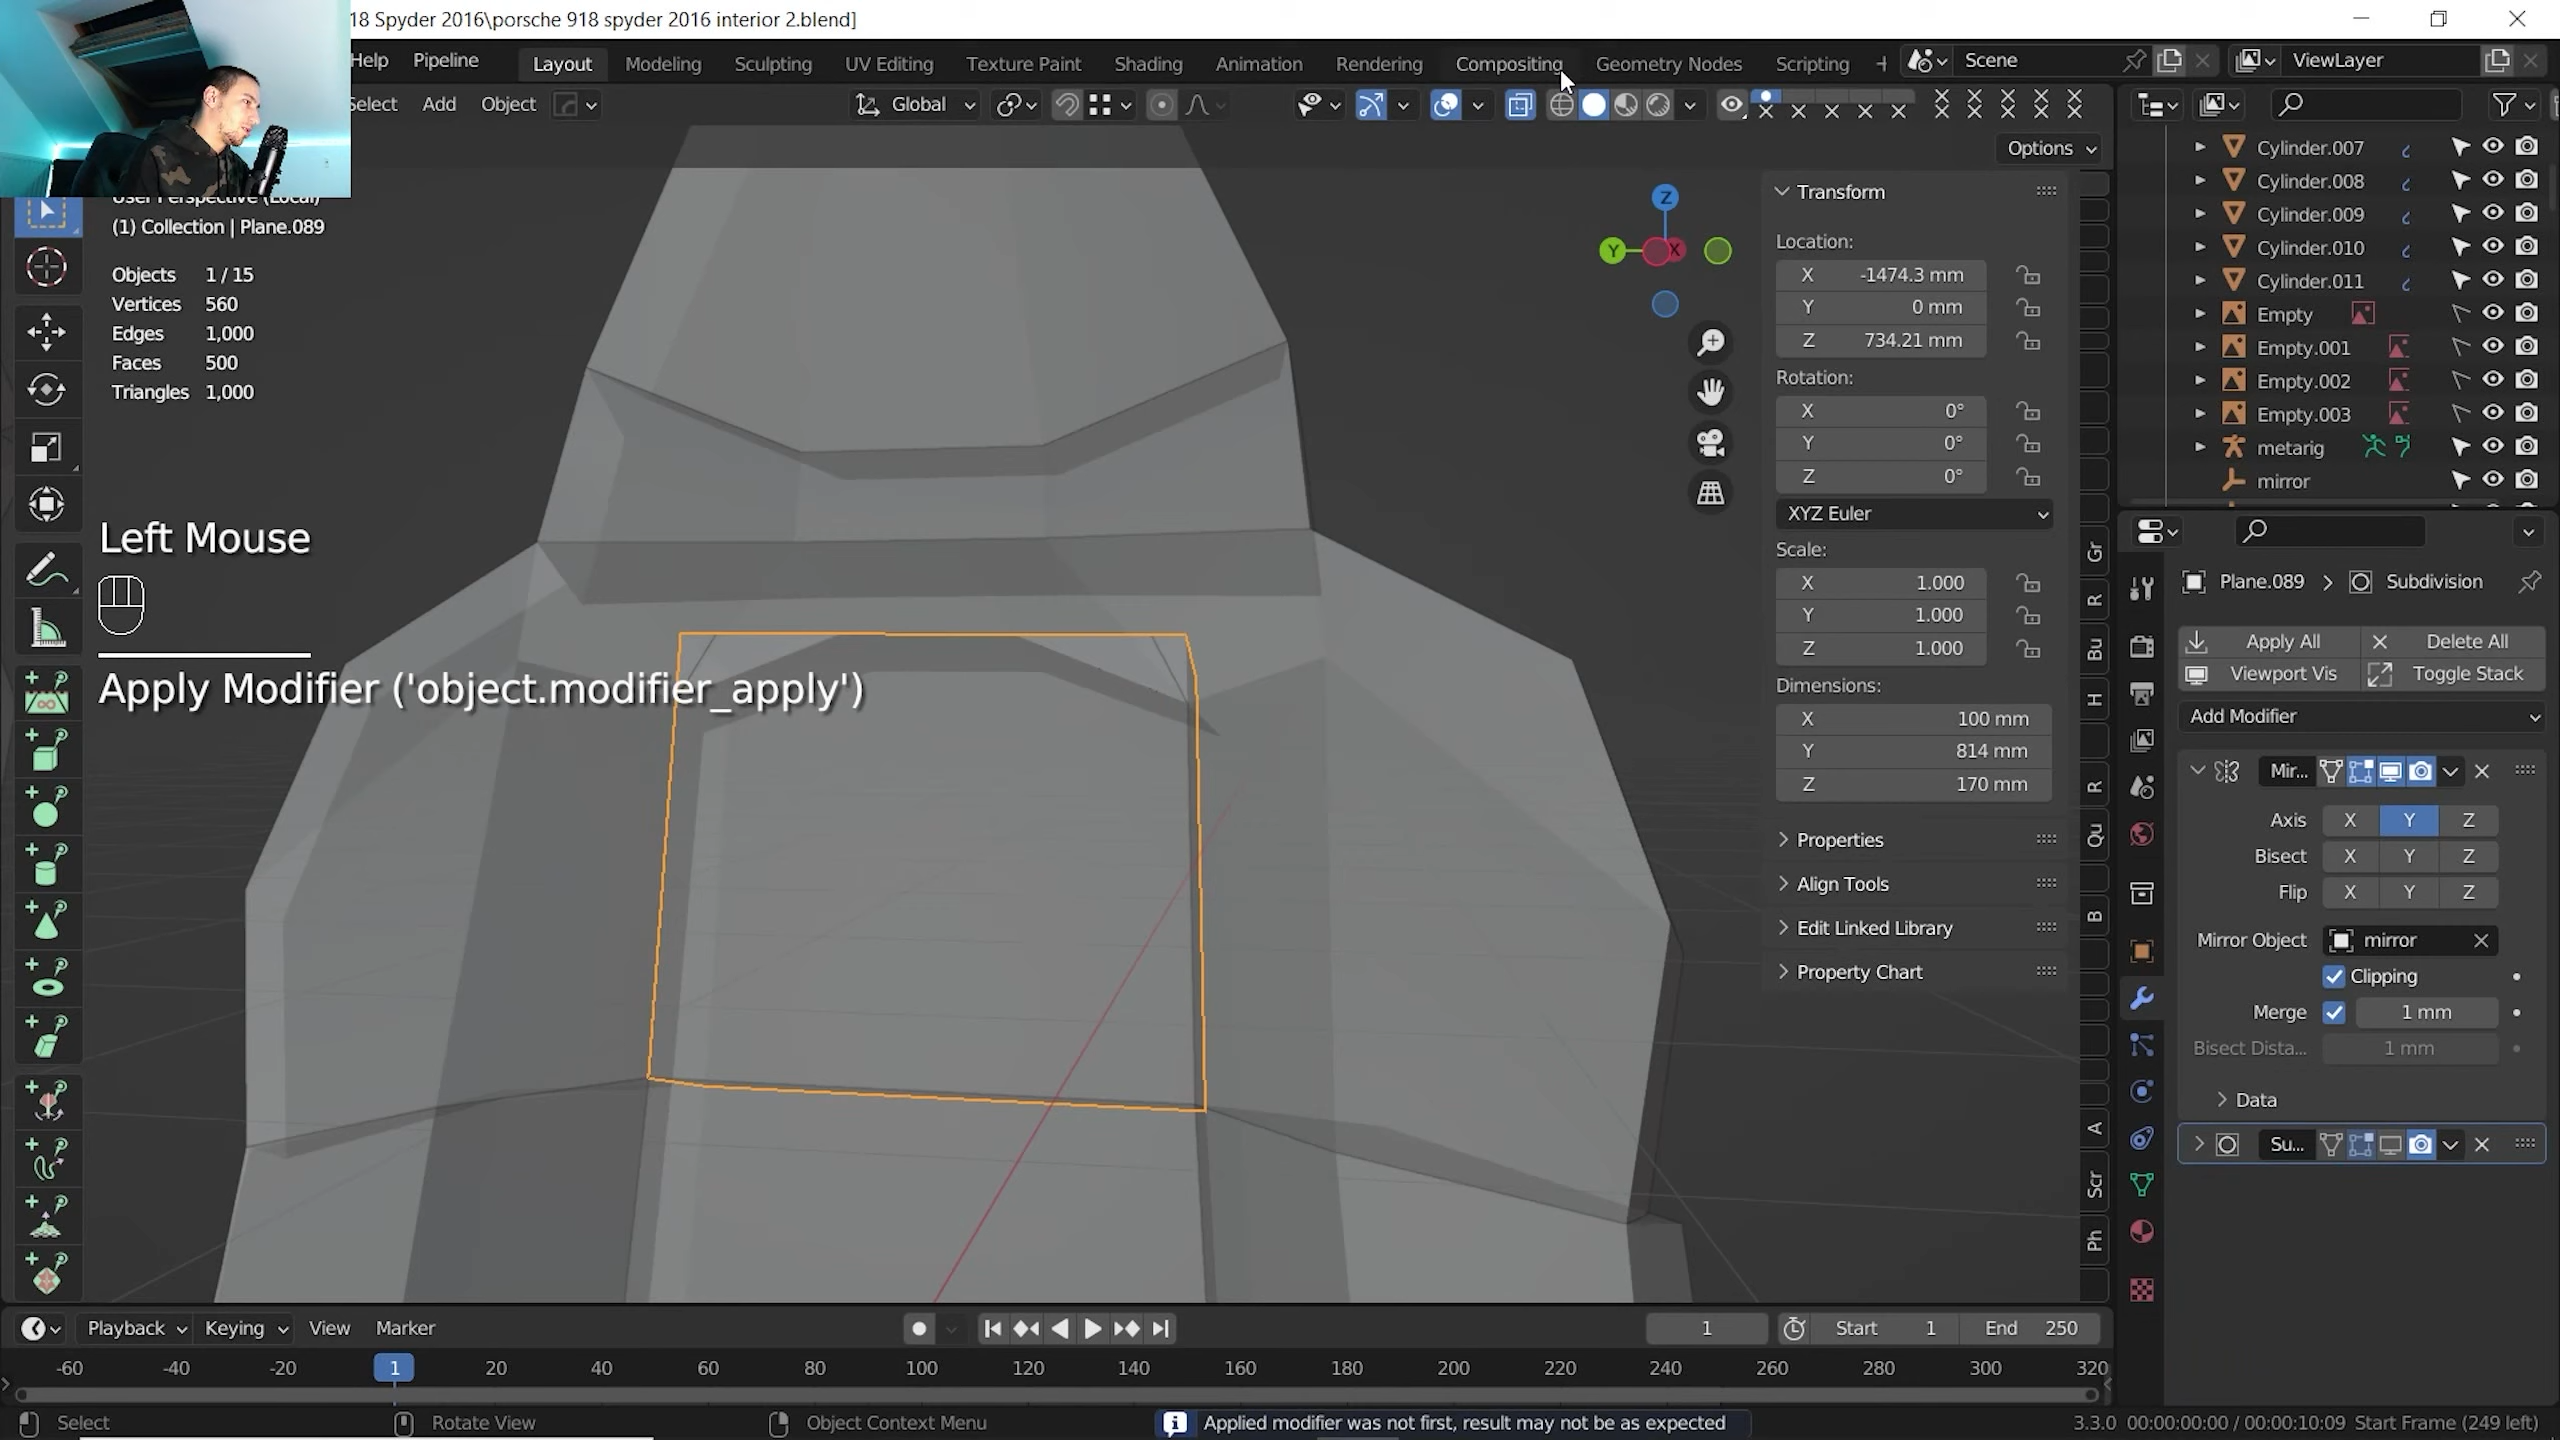 18 Spyder 2016\porsche 918 spyder 2016 interior 2.blend]
Help Pipeline Layout Modeling Sculpting UV Editing Texture Paint Shading Animation Rendering Compositing Geometry Nodes Scripting + Scene ViewLayer
Select Add Object Global
Options
User Perspective (Local)
(1) Collection | Plane.089
Objects 1 / 15
Vertices 560
Edges 1,000
Faces 500
Triangles 1,000
Left Mouse
Apply Modifier ('object.modifier_apply')
Z
Y
X
Transform
Location:
X -1474.3 mm
Y 0 mm
Z 734.21 mm
Rotation:
X 0°
Y 0°
Z 0°
XYZ Euler
Scale:
X 1.000
Y 1.000
Z 1.000
Dimensions:
X 100 mm
Y 814 mm
Z 170 mm
Properties
Align Tools
Edit Linked Library
Property Chart
Gr
R
Bu
H
R
Qu
B
A
Scr
Ph
Cylinder.007
Cylinder.008
Cylinder.009
Cylinder.010
Cylinder.011
Empty
Empty.001
Empty.002
Empty.003
metarig
mirror
Plane.089 > Subdivision
Apply All Delete All
Viewport Vis Toggle Stack
Add Modifier
Mir...
Axis X Y Z
Bisect X Y Z
Flip X Y Z
Mirror Object mirror
Clipping
Merge 1 mm
Bisect Dista... 1 mm
Data
Su...
Playback Keying View Marker 1 Start 1 End 250
-60 -40 -20 1 20 40 60 80 100 120 140 160 180 200 220 240 260 280 300 320
Select Rotate View Object Context Menu Applied modifier was not first, result may not be as expected 3.3.0 00:00:00:00 / 00:00:10:09 Start Frame (249 left)